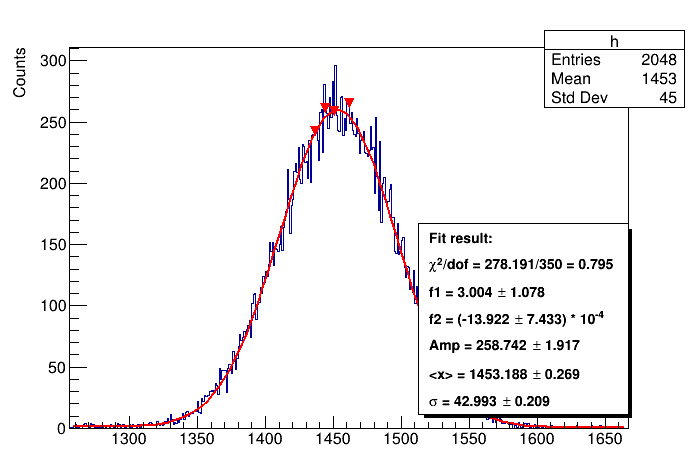 h
Entries 2048
Mean 1453
Std Dev 45
Counts
300
250
200
150
100
50
0
Fit result:
χ²/dof = 278.191/350 = 0.795
f1 = 3.004 ± 1.078
f2 = (-13.922 ± 7.433) * 10⁻⁴
Amp = 258.742 ± 1.917
<x> = 1453.188 ± 0.269
σ = 42.993 ± 0.209
1300 1350 1400 1450 1500 1550 1600 1650